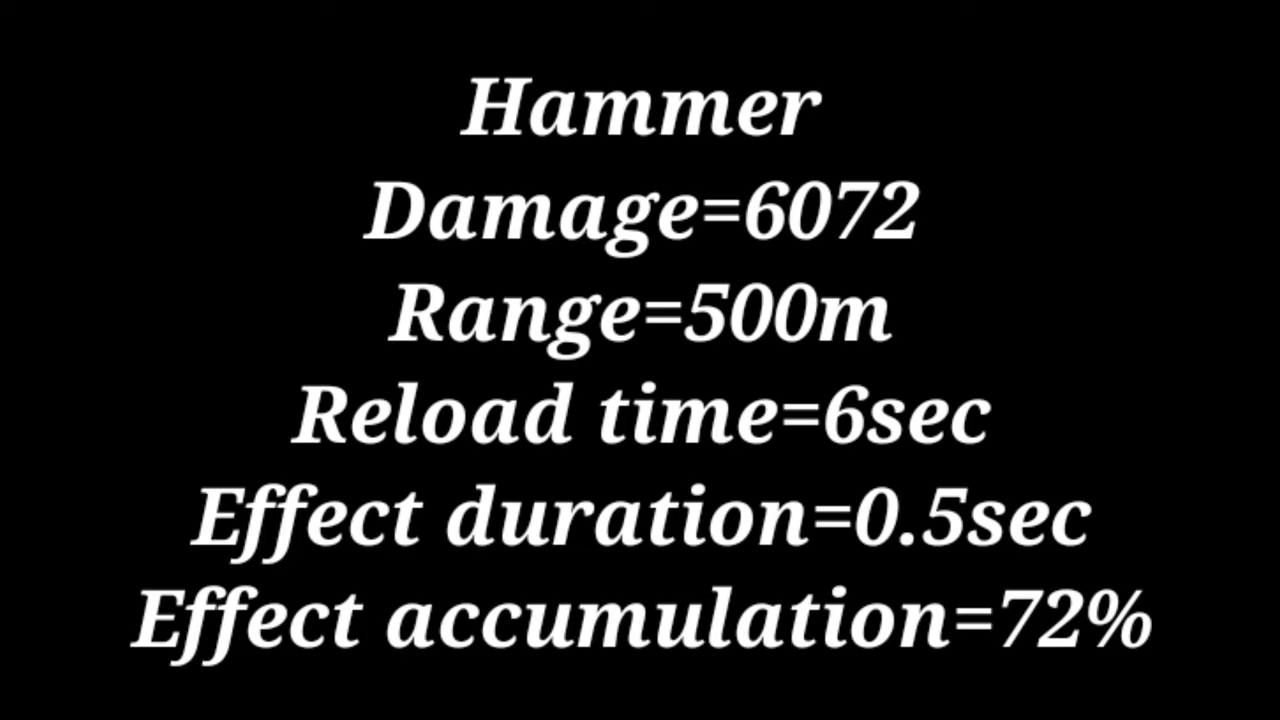 Hammer
Damage=6072
Range=500m
Reload time=6sec
Effect duration=0.5sec
Effect accumulation=72%